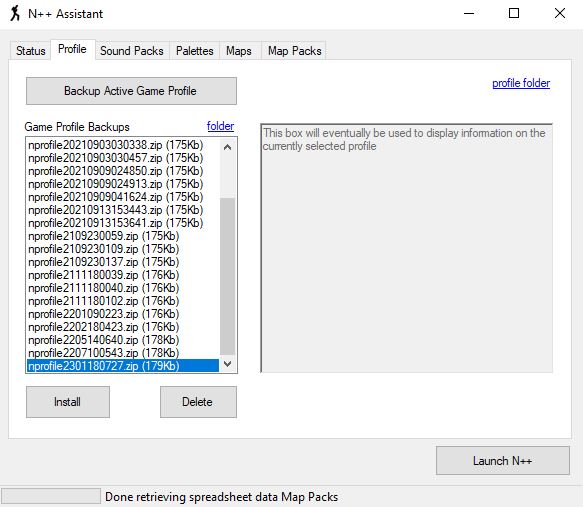 N++ Assistant
Status Profile Sound Packs Palettes Maps Map Packs
Backup Active Game Profile
profile folder
Game Profile Backups folder
nprofile20210903030338.zip (175Kb)
nprofile20210903030457.zip (175Kb)
nprofile20210909024850.zip (175Kb)
nprofile20210909024913.zip (175Kb)
nprofile20210909041624.zip (175Kb)
nprofile20210913153443.zip (175Kb)
nprofile20210913153641.zip (175Kb)
nprofile2109230059.zip (175Kb)
nprofile2109230109.zip (175Kb)
nprofile2109230137.zip (175Kb)
nprofile2111180039.zip (176Kb)
nprofile2111180040.zip (176Kb)
nprofile2111180102.zip (176Kb)
nprofile2201090223.zip (176Kb)
nprofile2202180423.zip (176Kb)
nprofile2205140640.zip (178Kb)
nprofile2207100543.zip (178Kb)
nprofile2301180727.zip (179Kb)
This box will eventually be used to display information on the
currently selected profile
Install Delete
Launch N++
Done retrieving spreadsheet data Map Packs